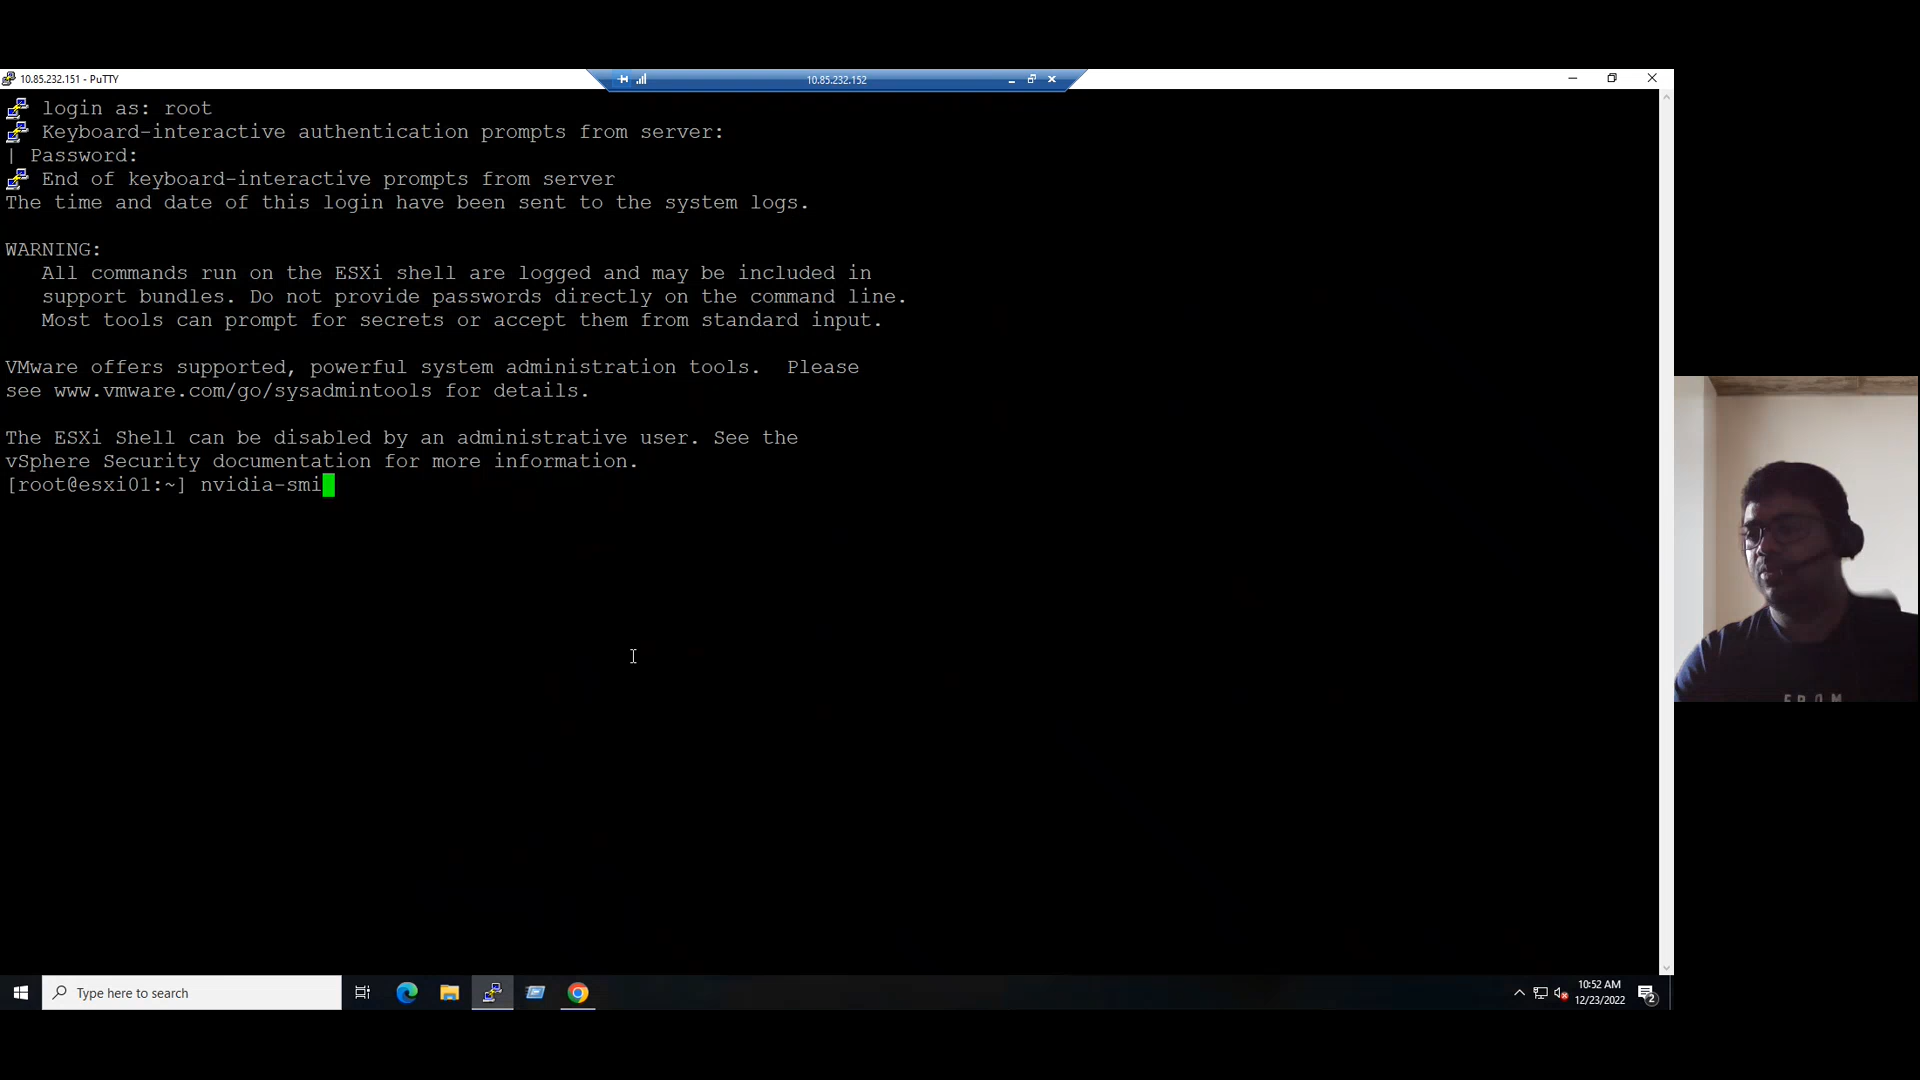 10.85.232.151 - PuTTY
10.85.232.152
login as: root
Keyboard-interactive authentication prompts from server:
| Password:
End of keyboard-interactive prompts from server
The time and date of this login have been sent to the system logs.
WARNING:
All commands run on the ESXi shell are logged and may be included in
support bundles. Do not provide passwords directly on the command line.
Most tools can prompt for secrets or accept them from standard input.
VMware offers supported, powerful system administration tools.  Please
see www.vmware.com/go/sysadmintools for details.
The ESXi Shell can be disabled by an administrative user. See the
vSphere Security documentation for more information.
[root@esxi01:~] nvidia-smi
FROM
Type here to search
10:52 AM
12/23/2022
2